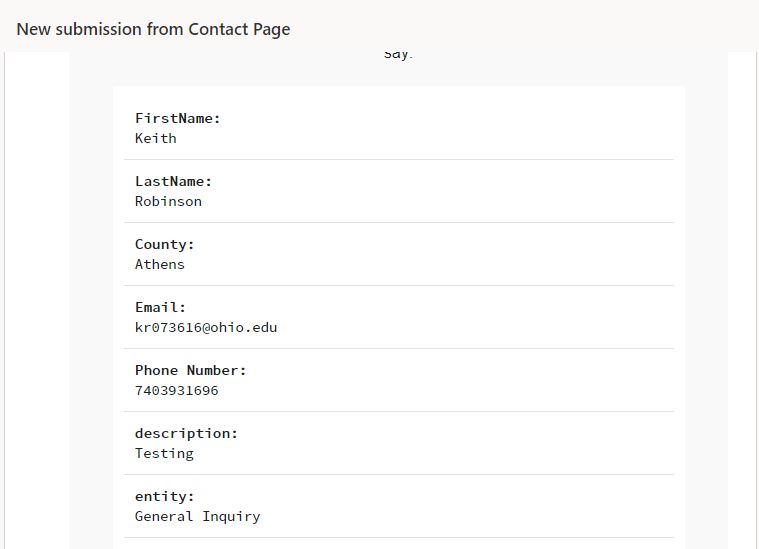 New submission from Contact Page
say.
FirstName:
Keith
LastName:
Robinson
County:
Athens
Email:
kr073616@ohio.edu
Phone Number:
7403931696
description:
Testing
entity:
General Inquiry